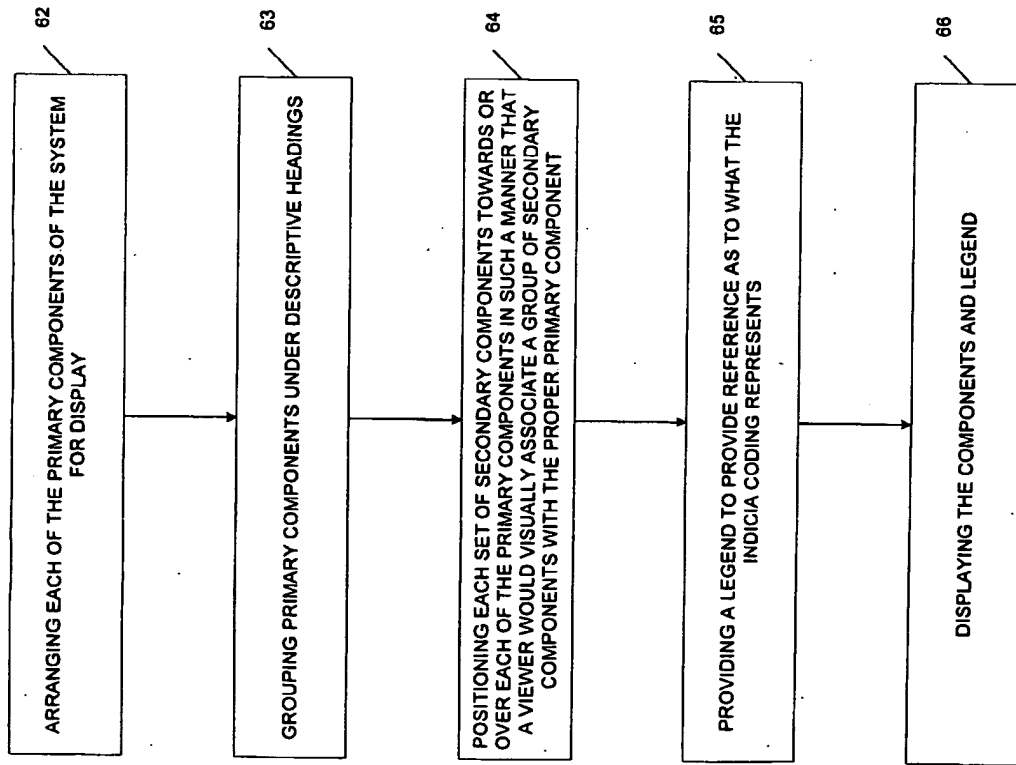 62
ARRANGING EACH OF THE PRIMARY COMPONENTS OF THE SYSTEM
FOR DISPLAY
63
GROUPING PRIMARY COMPONENTS UNDER DESCRIPTIVE HEADINGS
64
POSITIONING EACH SET OF SECONDARY COMPONENTS TOWARDS OR
OVER EACH OF THE PRIMARY COMPONENTS IN SUCH A MANNER THAT
A VIEWER WOULD VISUALLY ASSOCIATE A GROUP OF SECONDARY
COMPONENTS WITH THE PROPER PRIMARY COMPONENT
65
PROVIDING A LEGEND TO PROVIDE REFERENCE AS TO WHAT THE
INDICIA CODING REPRESENTS
66
DISPLAYING THE COMPONENTS AND LEGEND